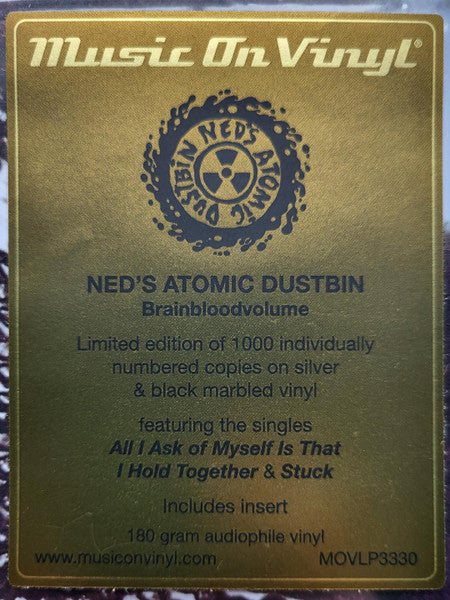 Music On Vinyl®
NED'S ATOMIC DUSTBIN
NED'S ATOMIC DUSTBIN
Brainbloodvolume
Limited edition of 1000 individually
numbered copies on silver
& black marbled vinyl
featuring the singles
All I Ask of Myself Is That
I Hold Together & Stuck
Includes insert
180 gram audiophile vinyl
www.musiconvinyl.com MOVLP3330